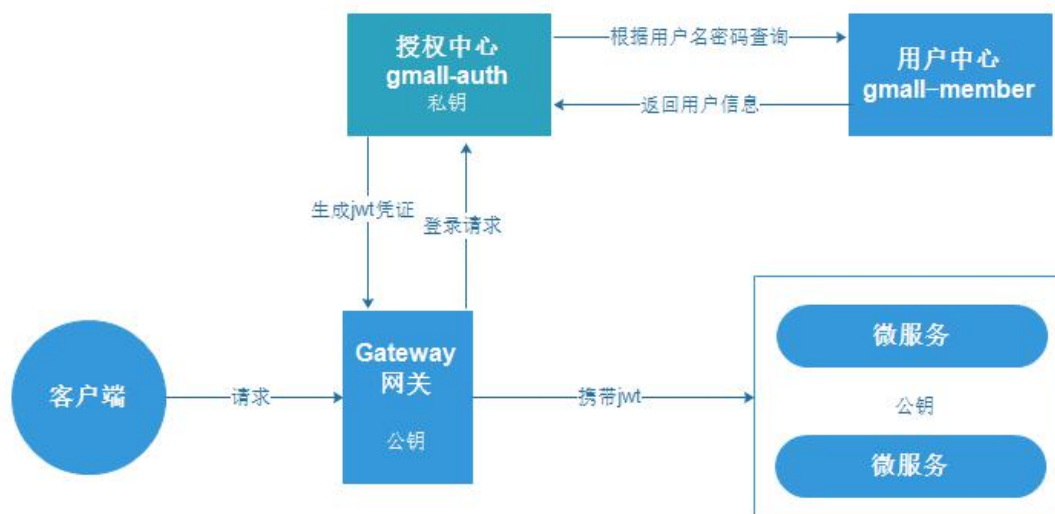 授权中心
gmall-auth
私钥
根据用户名密码查询
返回用户信息
用户中心
gmall-member
生成jwt凭证
登录请求
客户端
请求
Gateway
网关
公钥
携带jwt
微服务
公钥
微服务